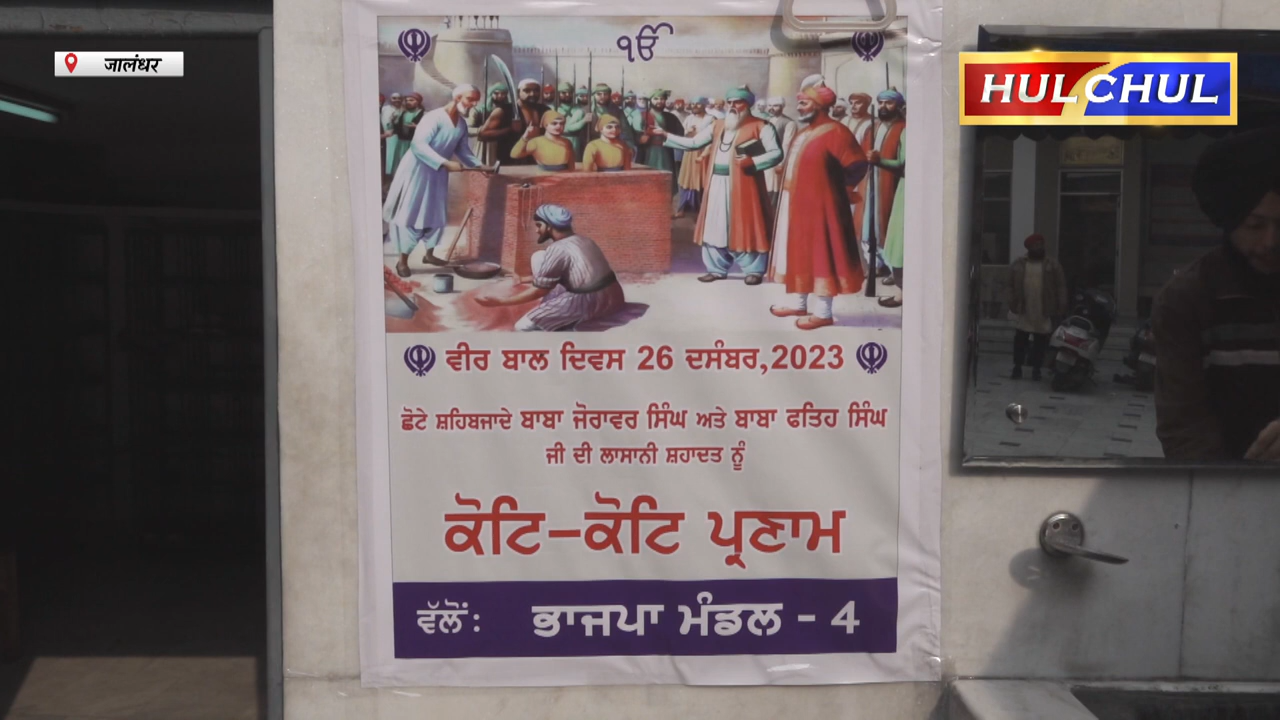 जालंधर
HULCHUL
ੴ
ਵੀਰ ਬਾਲ ਦਿਵਸ 26 ਦਸੰਬਰ,2023
ਛੋਟੇ ਸ਼ਹਿਬਜਾਦੇ ਬਾਬਾ ਜੋਰਾਵਰ ਸਿੰਘ ਅਤੇ ਬਾਬਾ ਫਤਿਹ ਸਿੰਘ
ਜੀ ਦੀ ਲਾਸਾਨੀ ਸ਼ਹਾਦਤ ਨੂੰ
ਕੋਟਿ-ਕੋਟਿ ਪ੍ਰਣਾਮ
ਵੱਲੋਂ: ਭਾਜਪਾ ਮੰਡਲ - 4